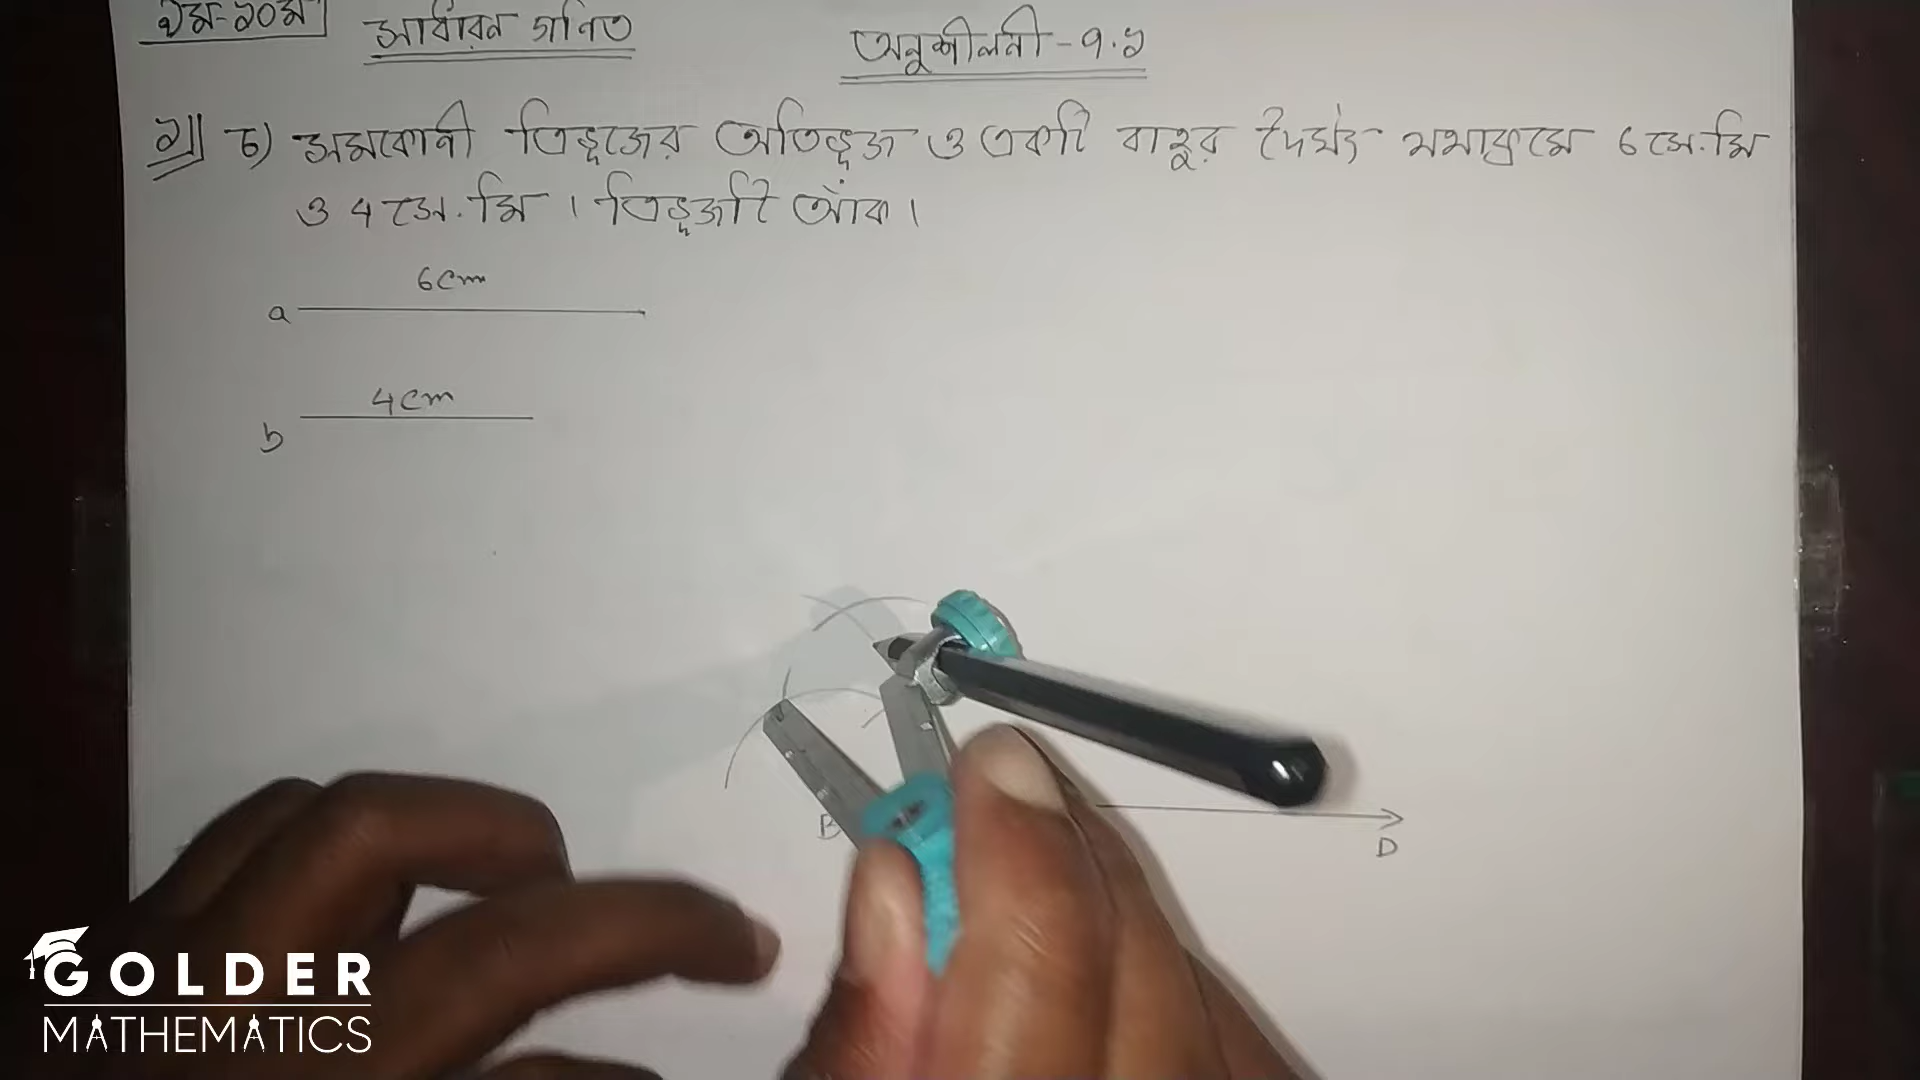 ৯ম-১০ম
সাধারন গনিত
অনুশীলনী-৭.১
১।। চ) সমকোনী ত্রিভুজের অতিভুজ ও একটি বাহুর দৈর্ঘ্য যথাক্রমে 6 সে.মি
ও 4 সে.মি । ত্রিভুজটি আঁক ।
6cm
a
4cm
b
B
D
GOLDER
MATHEMATICS